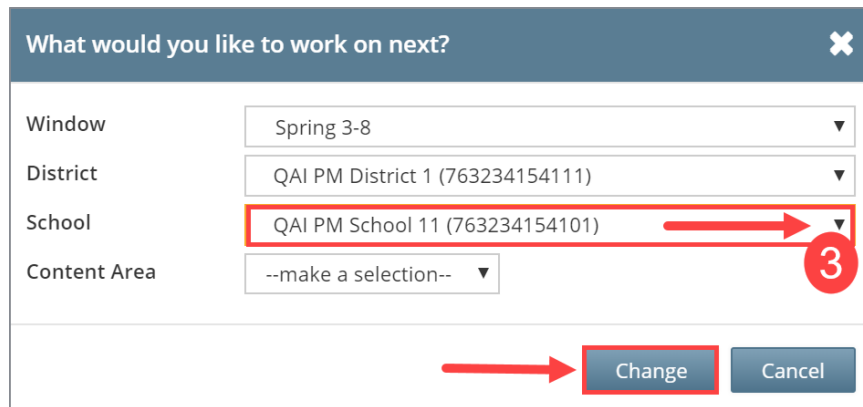 What would you like to work on next?
Window Spring 3-8
District QAI PM District 1 (763234154111)
School QAI PM School 11 (763234154101)
3
Content Area --make a selection--
Change Cancel